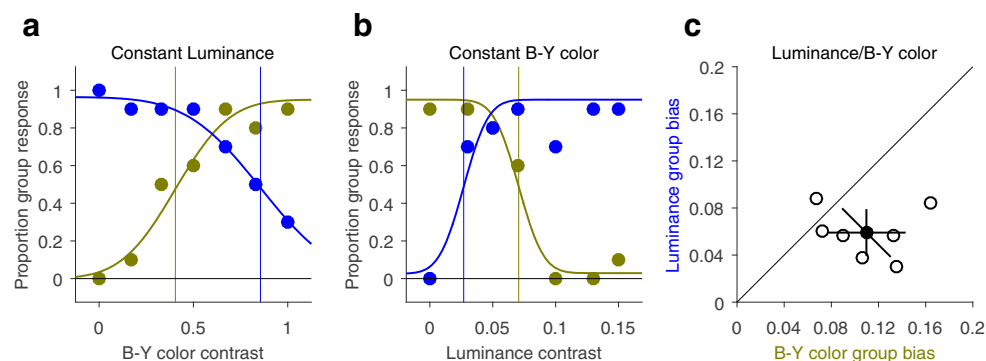 a
Constant Luminance
Proportion group response
1
0.8
0.6
0.4
0.2
0
0
0.5
1
B-Y color contrast
b
Constant B-Y color
Proportion group response
1
0.8
0.6
0.4
0.2
0
0
0.05
0.1
0.15
Luminance contrast
c
Luminance/B-Y color
Luminance group bias
0.2
0.16
0.12
0.08
0.04
0
0
0.04
0.08
0.12
0.16
0.2
B-Y color group bias